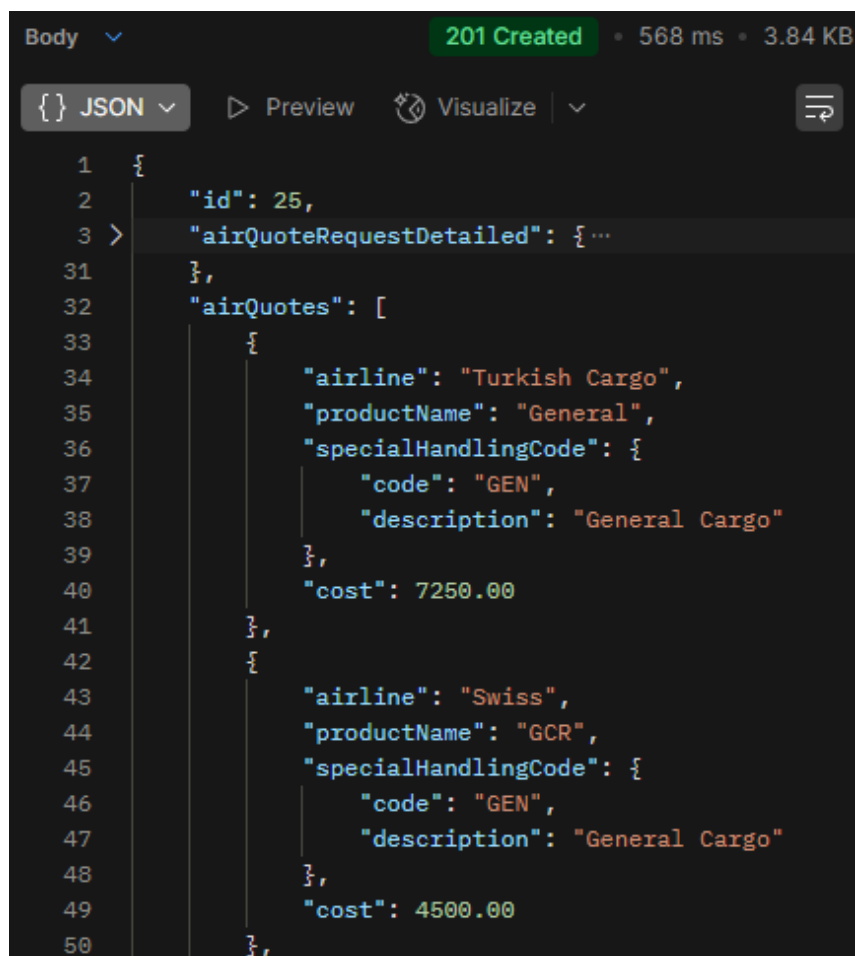 Body 201 Created • 568 ms • 3.84 KB
{} JSON Preview Visualize
1 {
2 "id": 25,
3 "airQuoteRequestDetailed": {···
31 },
32 "airQuotes": [
33 {
34 "airline": "Turkish Cargo",
35 "productName": "General",
36 "specialHandlingCode": {
37 "code": "GEN",
38 "description": "General Cargo"
39 },
40 "cost": 7250.00
41 },
42 {
43 "airline": "Swiss",
44 "productName": "GCR",
45 "specialHandlingCode": {
46 "code": "GEN",
47 "description": "General Cargo"
48 },
49 "cost": 4500.00
50 },